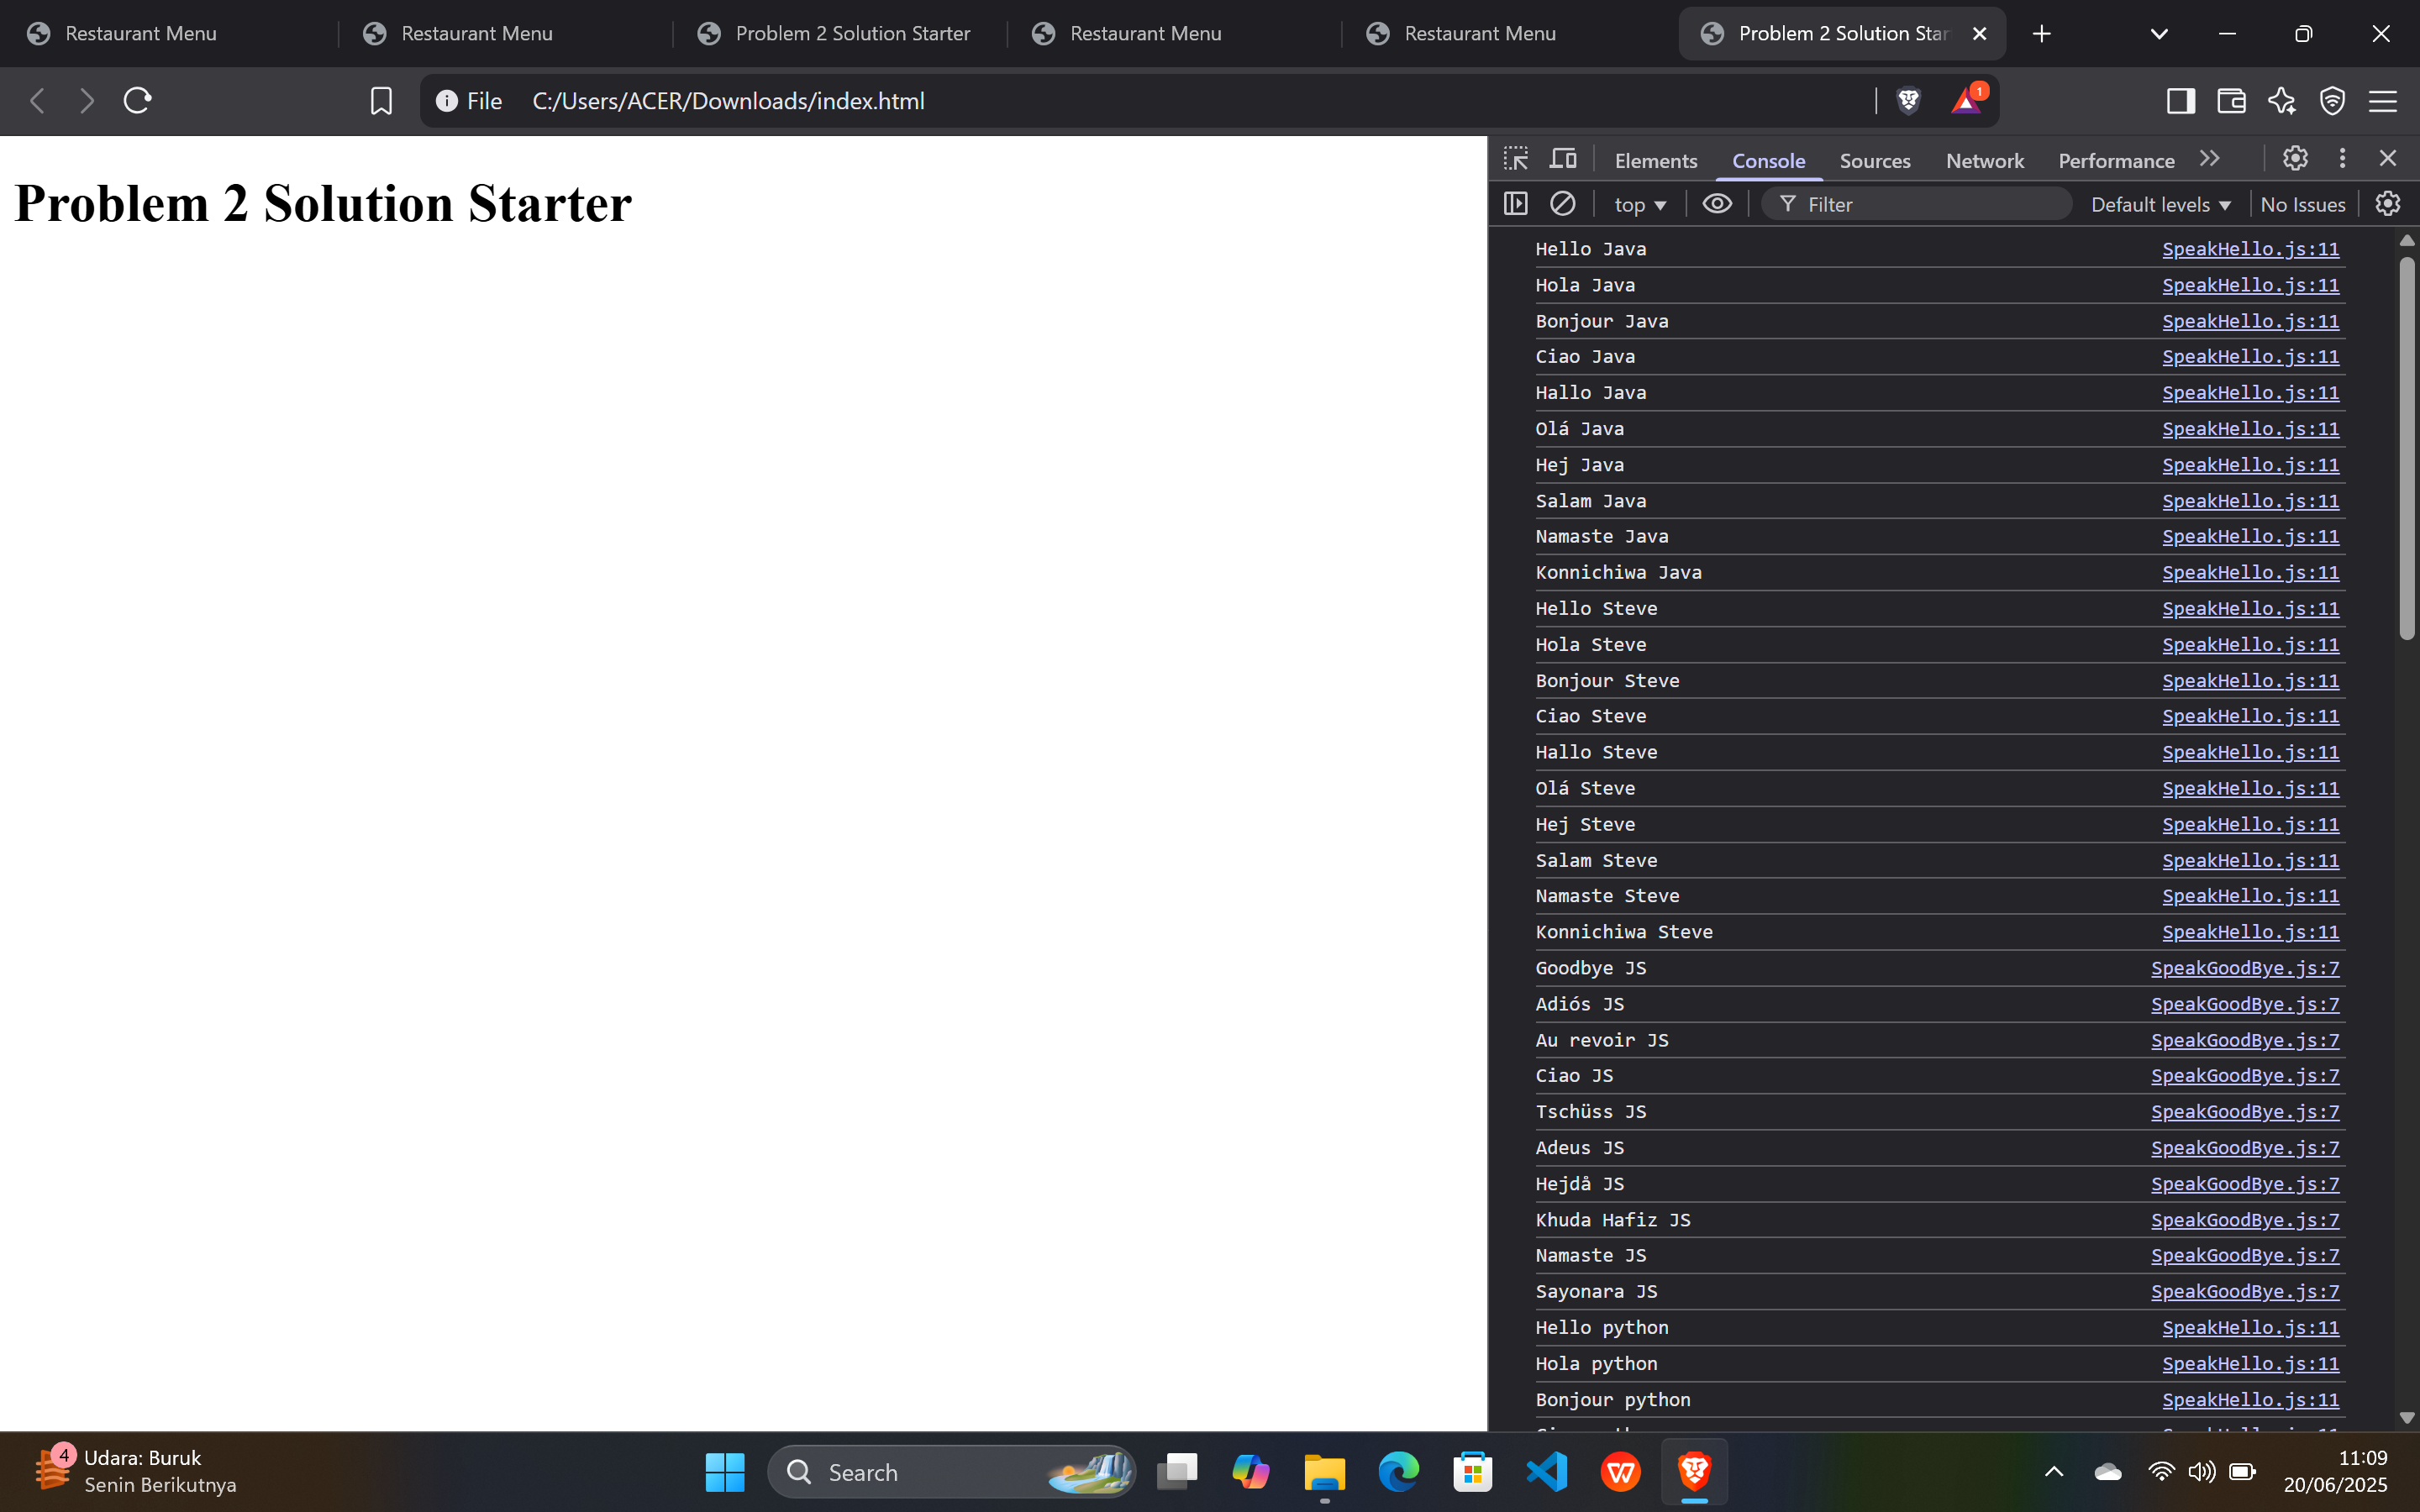 Restaurant Menu
Restaurant Menu
Problem 2 Solution Starter
Restaurant Menu
Restaurant Menu
Problem 2 Solution Star
File C:/Users/ACER/Downloads/index.html
1
Problem 2 Solution Starter
Elements Console Sources Network Performance
top Filter Default levels No Issues
Hello Java SpeakHello.js:11
Hola Java SpeakHello.js:11
Bonjour Java SpeakHello.js:11
Ciao Java SpeakHello.js:11
Hallo Java SpeakHello.js:11
Olá Java SpeakHello.js:11
Hej Java SpeakHello.js:11
Salam Java SpeakHello.js:11
Namaste Java SpeakHello.js:11
Konnichiwa Java SpeakHello.js:11
Hello Steve SpeakHello.js:11
Hola Steve SpeakHello.js:11
Bonjour Steve SpeakHello.js:11
Ciao Steve SpeakHello.js:11
Hallo Steve SpeakHello.js:11
Olá Steve SpeakHello.js:11
Hej Steve SpeakHello.js:11
Salam Steve SpeakHello.js:11
Namaste Steve SpeakHello.js:11
Konnichiwa Steve SpeakHello.js:11
Goodbye JS SpeakGoodBye.js:7
Adiós JS SpeakGoodBye.js:7
Au revoir JS SpeakGoodBye.js:7
Ciao JS SpeakGoodBye.js:7
Tschüss JS SpeakGoodBye.js:7
Adeus JS SpeakGoodBye.js:7
Hejdå JS SpeakGoodBye.js:7
Khuda Hafiz JS SpeakGoodBye.js:7
Namaste JS SpeakGoodBye.js:7
Sayonara JS SpeakGoodBye.js:7
Hello python SpeakHello.js:11
Hola python SpeakHello.js:11
Bonjour python SpeakHello.js:11
4
Udara: Buruk
Senin Berikutnya
Search
11:09
20/06/2025